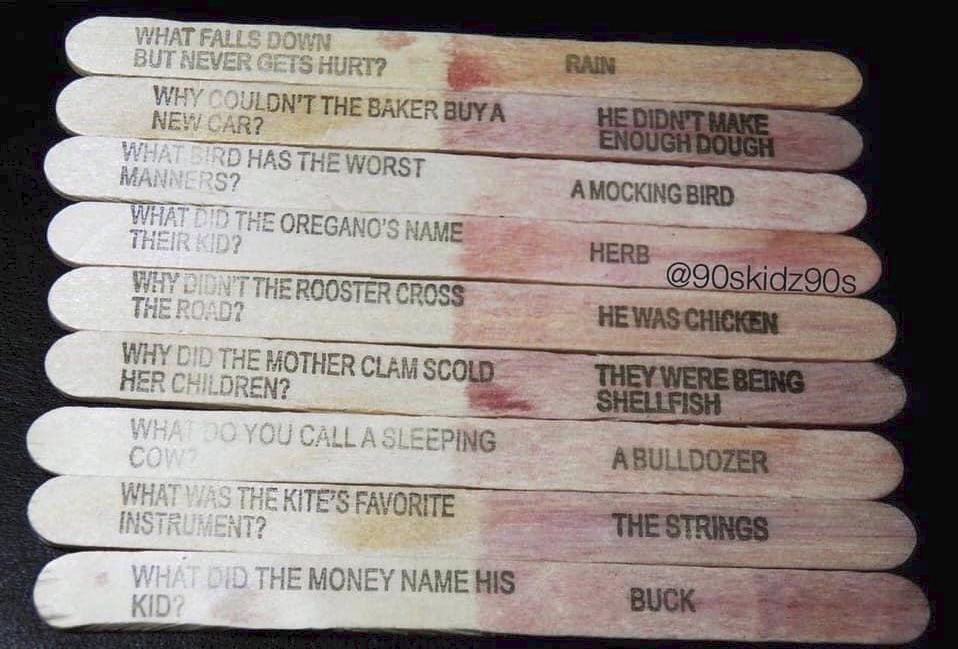 WHAT FALLS DOWN
BUT NEVER GETS HURT?
RAIN
WHY COULDN'T THE BAKER BUY A
NEW CAR?
HE DIDN'T MAKE
ENOUGH DOUGH
WHAT BIRD HAS THE WORST
MANNERS?
A MOCKING BIRD
WHAT DID THE OREGANO'S NAME
THEIR KID?
HERB
@90skidz90s
WHY DIDN'T THE ROOSTER CROSS
THE ROAD?
HE WAS CHICKEN
WHY DID THE MOTHER CLAM SCOLD
HER CHILDREN?
THEY WERE BEING
SHELLFISH
WHAT DO YOU CALL A SLEEPING
COW?
A BULLDOZER
WHAT WAS THE KITE'S FAVORITE
INSTRUMENT?
THE STRINGS
WHAT DID THE MONEY NAME HIS
KID?
BUCK